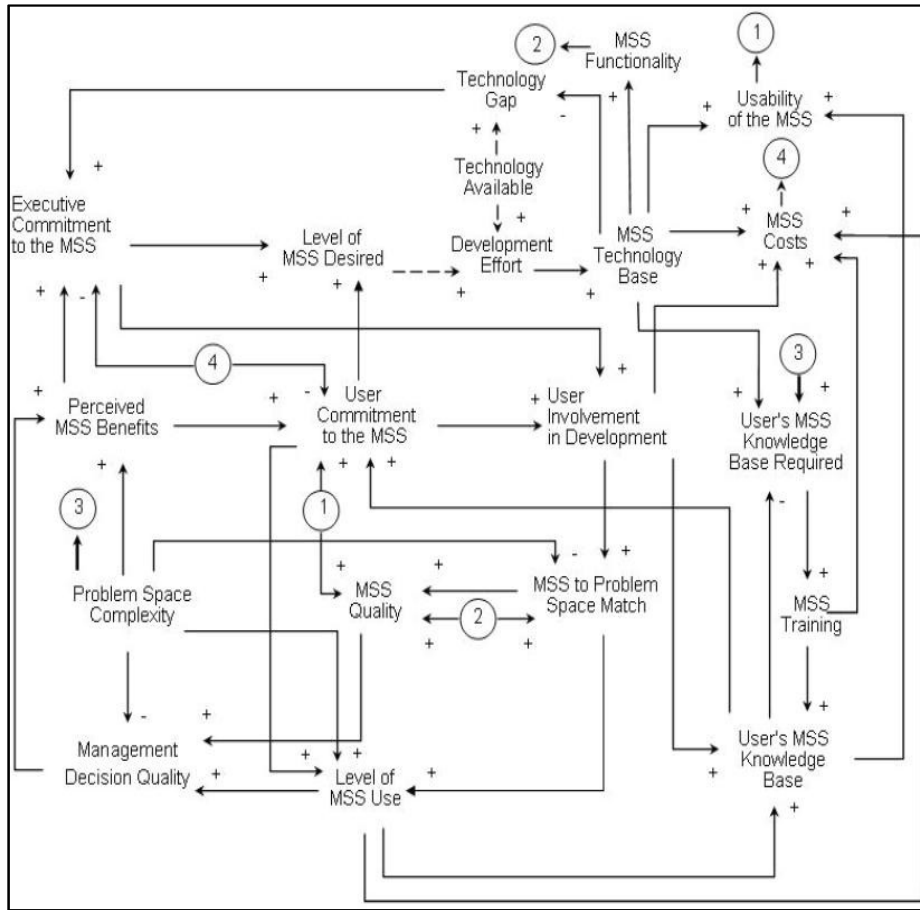 1
2
MSS
Functionality
Technology
Gap
+
-
+
Usability
of the MSS
+
+
+
4
Technology
Available
+
Executive
Commitment
to the MSS
Level of
MSS Desired
+
+
Development
Effort
+
MSS
Technology
Base
+
+
MSS
Costs
+
+
+
+
-
4
3
+
+
+
Perceived
MSS Benefits
+
+
-
User
Commitment
to the MSS
+
+
+
User
Involvement
in Development
+
+
User's MSS
Knowledge
Base Required
-
3
1
Problem Space
Complexity
+
MSS
Quality
+
+
2
+
-
+
MSS to Problem
Space Match
+
MSS
Training
+
-
+
Management
Decision Quality
+
+
+
Level of
MSS Use
+
+
User's MSS
Knowledge
Base
+